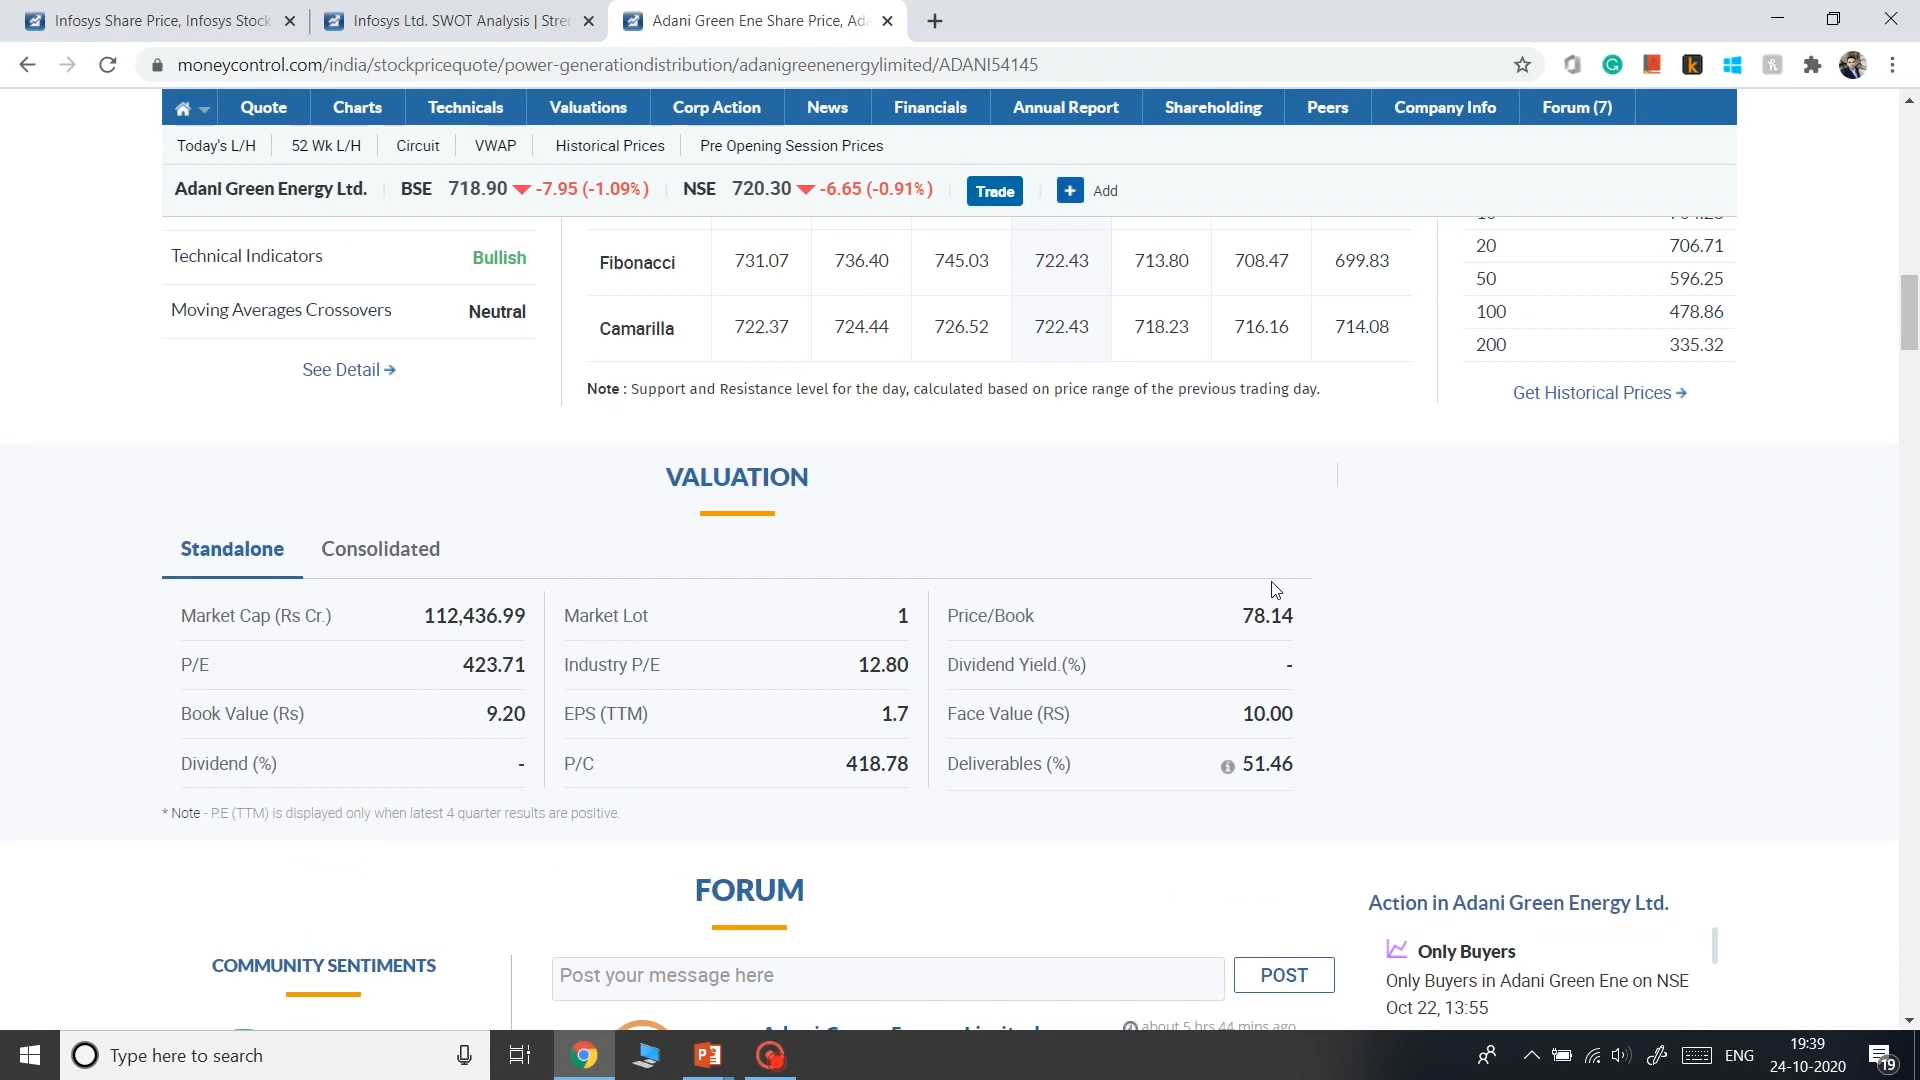 Infosys Share Price, Infosys Stock
Infosys Ltd. SWOT Analysis | Stren
Adani Green Ene Share Price, Ada
moneycontrol.com/india/stockpricequote/power-generationdistribution/adanigreenenergylimited/ADANI54145
Quote Charts Technicals Valuations Corp Action News Financials Annual Report Shareholding Peers Company Info Forum (7)
Today's L/H 52 Wk L/H Circuit VWAP Historical Prices Pre Opening Session Prices
Adani Green Energy Ltd. BSE 718.90 -7.95 (-1.09%) NSE 720.30 -6.65 (-0.91%) Trade + Add
Technical Indicators Bullish
Moving Averages Crossovers Neutral
See Detail
Fibonacci 731.07 736.40 745.03 722.43 713.80 708.47 699.83
Camarilla 722.37 724.44 726.52 722.43 718.23 716.16 714.08
Note : Support and Resistance level for the day, calculated based on price range of the previous trading day.
20 706.71
50 596.25
100 478.86
200 335.32
Get Historical Prices
VALUATION
Standalone Consolidated
Market Cap (Rs Cr.) 112,436.99 Market Lot 1 Price/Book 78.14
P/E 423.71 Industry P/E 12.80 Dividend Yield.(%) -
Book Value (Rs) 9.20 EPS (TTM) 1.7 Face Value (RS) 10.00
Dividend (%) - P/C 418.78 Deliverables (%) 51.46
* Note - P.E (TTM) is displayed only when latest 4 quarter results are positive.
FORUM
COMMUNITY SENTIMENTS
Post your message here POST
about 5 hrs 44 mins ago
Action in Adani Green Energy Ltd.
Only Buyers
Only Buyers in Adani Green Ene on NSE
Oct 22, 13:55
Type here to search
ENG
19:39
24-10-2020
19